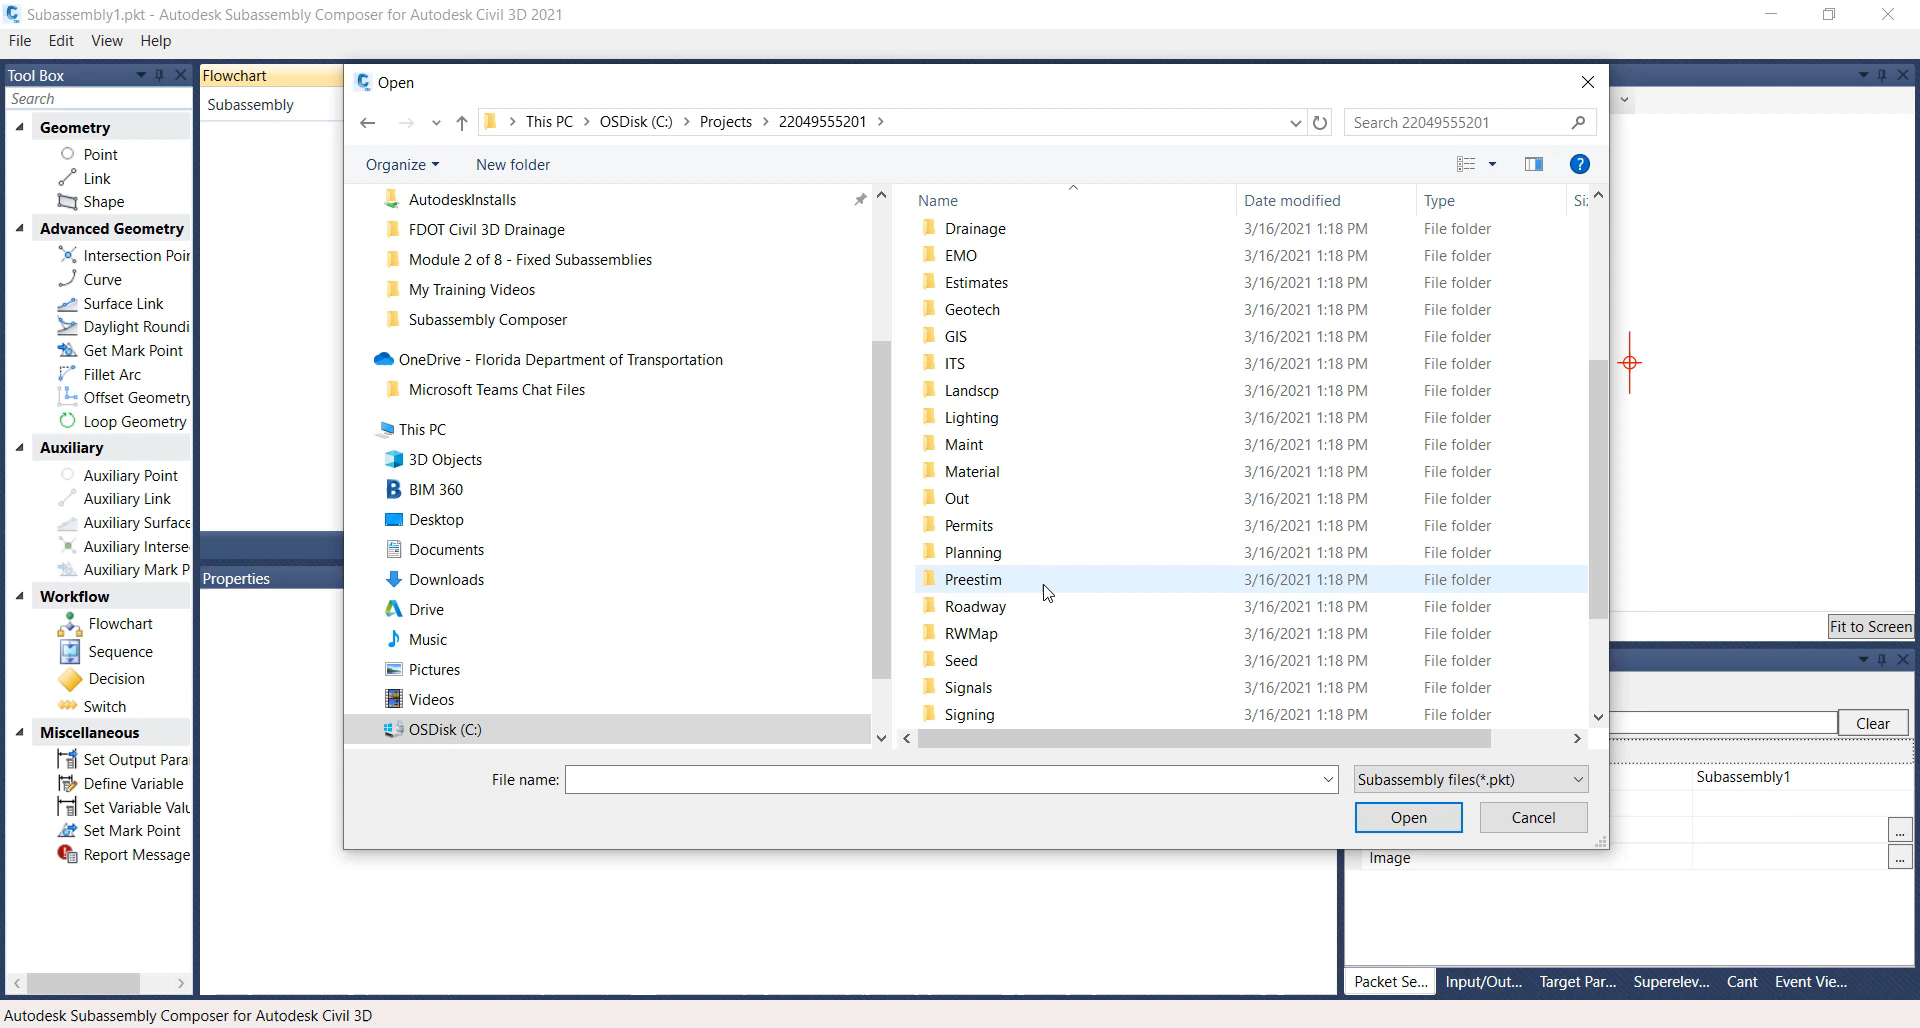 Subassembly1.pkt - Autodesk Subassembly Composer for Autodesk Civil 3D 2021
File Edit View Help
Tool Box
Search
Geometry
Point
Link
Shape
Advanced Geometry
Intersection Poin
Curve
Surface Link
Daylight Roundi
Get Mark Point
Fillet Arc
Offset Geometry
Loop Geometry
Auxiliary
Auxiliary Point
Auxiliary Link
Auxiliary Surface
Auxiliary Interse
Auxiliary Mark P
Workflow
Flowchart
Sequence
Decision
Switch
Miscellaneous
Set Output Para
Define Variable
Set Variable Valu
Set Mark Point
Report Message
Flowchart
Subassembly
Properties
Open
This PC > OSDisk (C:) > Projects > 22049555201 >
Search 22049555201
Organize New folder
AutodeskInstalls
FDOT Civil 3D Drainage
Module 2 of 8 - Fixed Subassemblies
My Training Videos
Subassembly Composer
OneDrive - Florida Department of Transportation
Microsoft Teams Chat Files
This PC
3D Objects
BIM 360
Desktop
Documents
Downloads
Drive
Music
Pictures
Videos
OSDisk (C:)
Name Date modified Type Si
Drainage 3/16/2021 1:18 PM File folder
EMO 3/16/2021 1:18 PM File folder
Estimates 3/16/2021 1:18 PM File folder
Geotech 3/16/2021 1:18 PM File folder
GIS 3/16/2021 1:18 PM File folder
ITS 3/16/2021 1:18 PM File folder
Landscp 3/16/2021 1:18 PM File folder
Lighting 3/16/2021 1:18 PM File folder
Maint 3/16/2021 1:18 PM File folder
Material 3/16/2021 1:18 PM File folder
Out 3/16/2021 1:18 PM File folder
Permits 3/16/2021 1:18 PM File folder
Planning 3/16/2021 1:18 PM File folder
Preestim 3/16/2021 1:18 PM File folder
Roadway 3/16/2021 1:18 PM File folder
RWMap 3/16/2021 1:18 PM File folder
Seed 3/16/2021 1:18 PM File folder
Signals 3/16/2021 1:18 PM File folder
Signing 3/16/2021 1:18 PM File folder
File name: Subassembly files(*.pkt)
Open Cancel
Fit to Screen
Clear
Subassembly1
...
Image ...
Packet Se... Input/Out... Target Par... Superelev... Cant Event Vie...
Autodesk Subassembly Composer for Autodesk Civil 3D